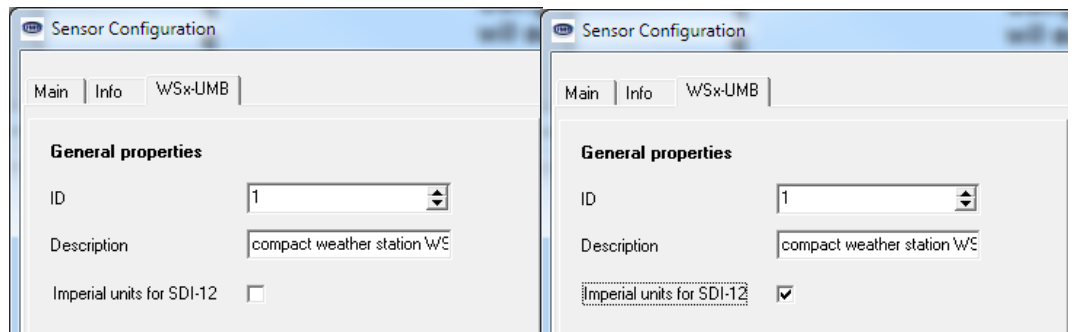 Sensor Configuration
Main Info WSx-UMB
General properties
ID 1
Description compact weather station WS
Imperial units for SDI-12
Sensor Configuration
Main Info WSx-UMB
General properties
ID 1
Description compact weather station WS
Imperial units for SDI-12